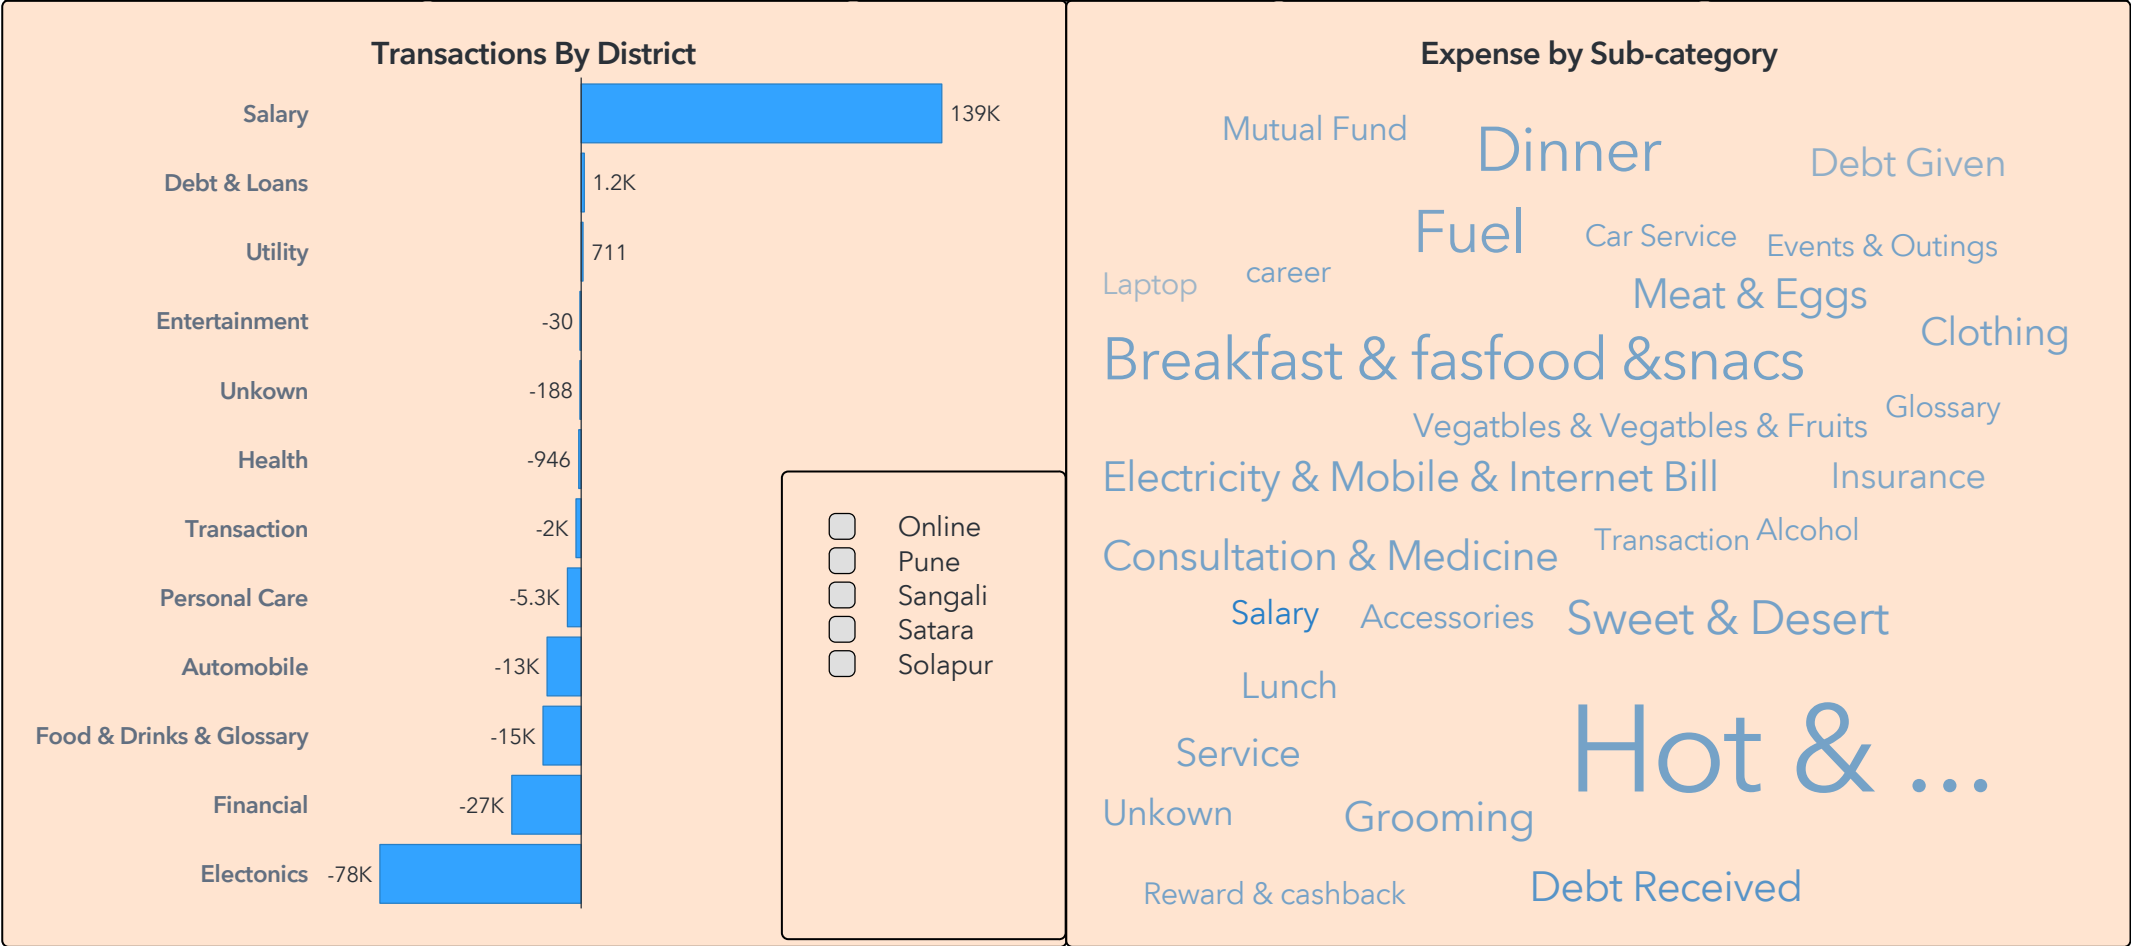 Transactions By District
Salary 139K
Debt & Loans 1.2K
Utility 711
Entertainment -30
Unkown -188
Health -946
Transaction -2K
Personal Care -5.3K
Automobile -13K
Food & Drinks & Glossary -15K
Financial -27K
Electonics -78K
Online
Pune
Sangali
Satara
Solapur
Expense by Sub-category
Mutual Fund
Dinner
Debt Given
Fuel
Car Service
Events & Outings
Laptop
career
Meat & Eggs
Clothing
Breakfast & fasfood &snacs
Glossary
Vegatbles & Vegatbles & Fruits
Electricity & Mobile & Internet Bill
Insurance
Consultation & Medicine
Transaction
Alcohol
Salary
Accessories
Sweet & Desert
Lunch
Hot & ...
Service
Unkown
Grooming
Reward & cashback
Debt Received